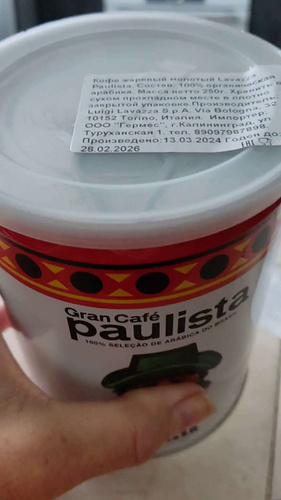 Кофе жареный молотый Lavazza
Paulista. Состав: 100% органическая
арабика. Масса нетто 250г. Хранить в
сухом прохладном месте в плотно
закрытой упаковке.Производитель:
Luigi Lavazza S.p.A. Via Bologna, 32
10152 Torino, Италия. Импортер:
ООО "Гермес", г.Калининград, ул
Туруханская 1. тел. 89097987898.
Произведено:13.03.2024 Годен до:
28.02.2026
EAC
Gran Café
paulista
100% SELEÇÃO DE ARÁBICA DO BRASIL